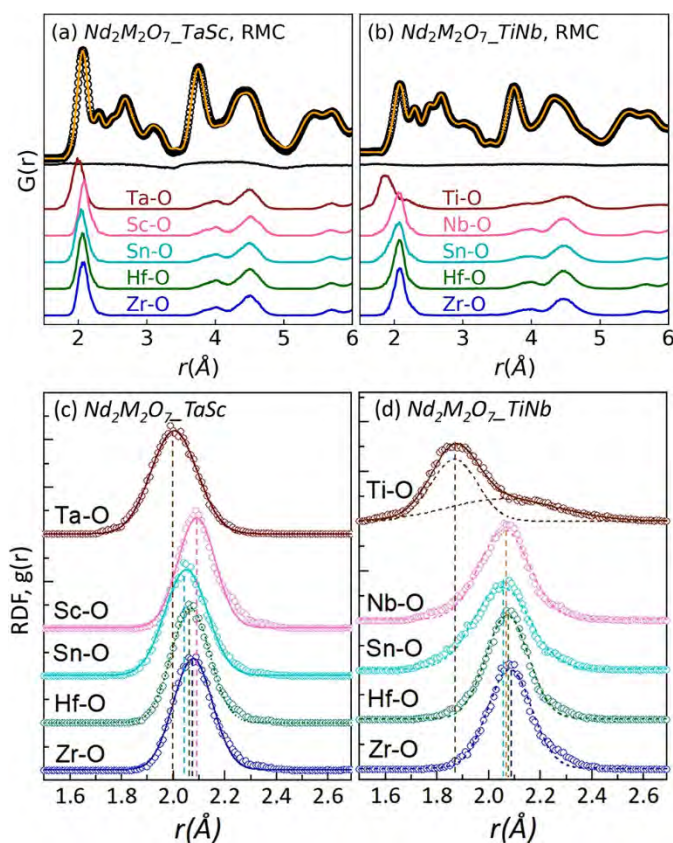 (a) Nd₂M₂O₇_TaSc, RMC
(b) Nd₂M₂O₇_TiNb, RMC
G(r)
Ta-O
Sc-O
Sn-O
Hf-O
Zr-O
Ti-O
Nb-O
Sn-O
Hf-O
Zr-O
2 3 4 5 6
2 3 4 5 6
r(Å)
r(Å)
(c) Nd₂M₂O₇_TaSc
(d) Nd₂M₂O₇_TiNb
RDF, g(r)
Ta-O
Sc-O
Sn-O
Hf-O
Zr-O
Ti-O
Nb-O
Sn-O
Hf-O
Zr-O
1.6 1.8 2.0 2.2 2.4 2.6
1.6 1.8 2.0 2.2 2.4 2.6
r(Å)
r(Å)